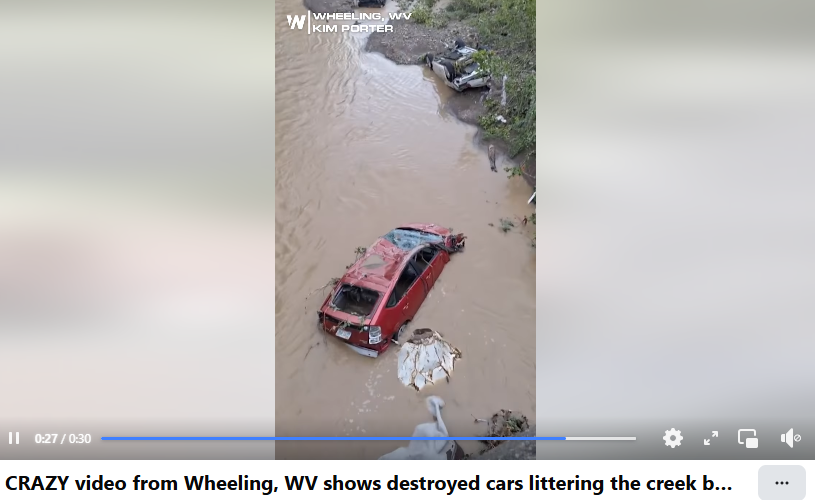 WHEELING, WV
KIM PORTER
0:27 / 0:30
CRAZY video from Wheeling, WV shows destroyed cars littering the creek b...